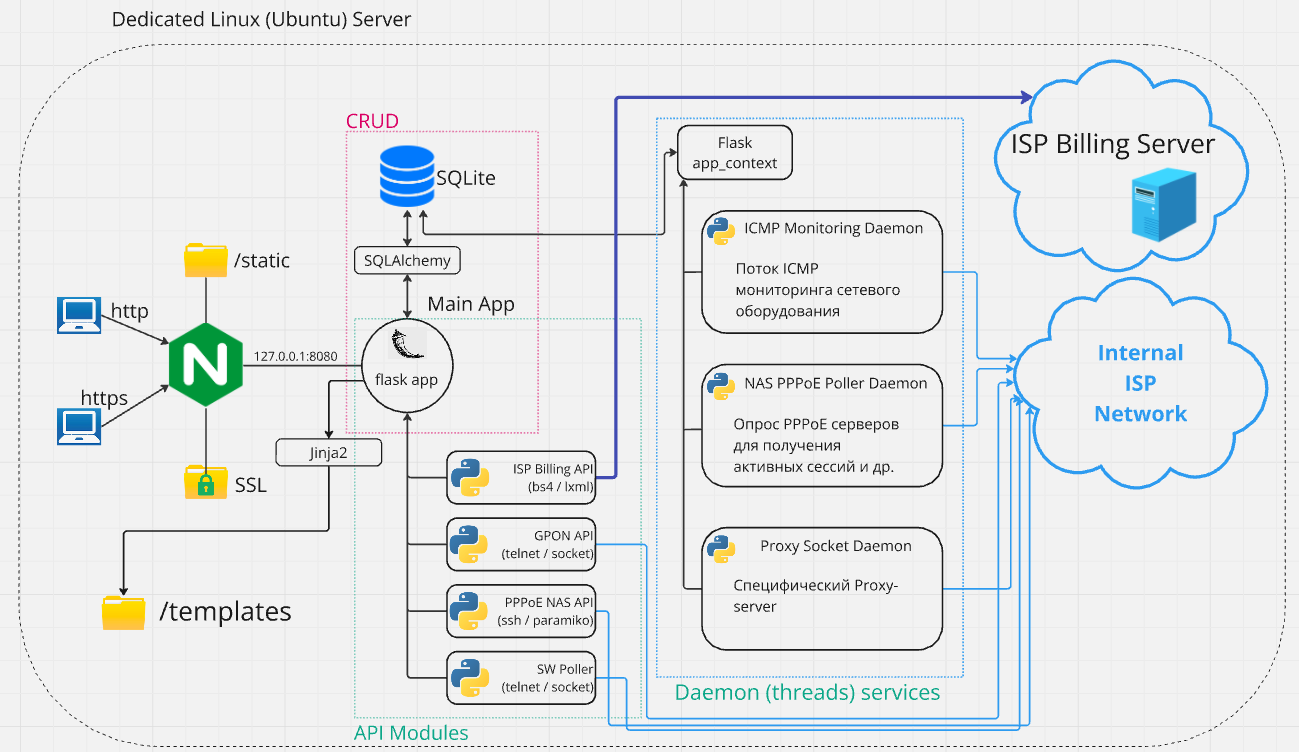 Dedicated Linux (Ubuntu) Server
CRUD
SQLite
SQLAlchemy
Main App
flask app
127.0.0.1:8080
/static
http
https
N
SSL
Jinja2
/templates
ISP Billing API
(bs4 / lxml)
GPON API
(telnet / socket)
PPPoE NAS API
(ssh / paramiko)
SW Poller
(telnet / socket)
API Modules
Flask
app_context
ICMP Monitoring Daemon
Поток ICMP
мониторинга сетевого
оборудования
NAS PPPoE Poller Daemon
Опрос PPPoE серверов
для получения
активных сессий и др.
Proxy Socket Daemon
Специфический Proxy-
server
Daemon (threads) services
ISP Billing Server
Internal
ISP
Network